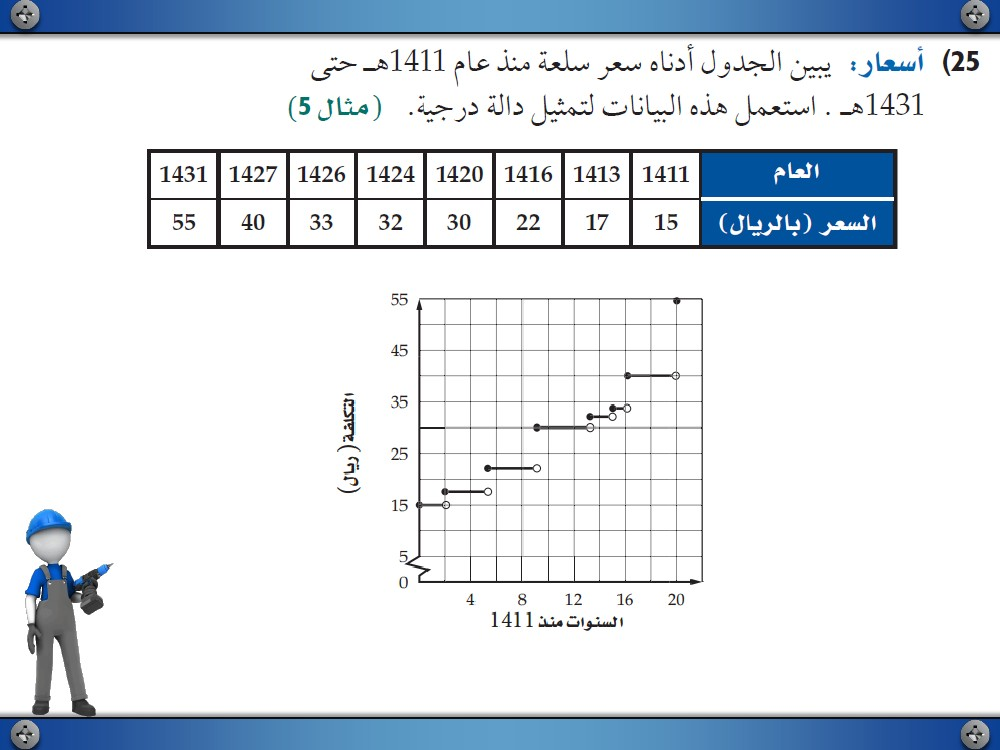 25) أسعار: يبين الجدول أدناه سعر سلعة منذ عام 1411هـ حتى
1431هـ . استعمل هذه البيانات لتمثيل دالة درجية. (مثال 5)
العام 1411 1413 1416 1420 1424 1426 1427 1431
السعر (بالريال) 15 17 22 30 32 33 40 55
التكلفة (ريال)
55
45
35
25
15
5
0
4 8 12 16 20
السنوات منذ 1411